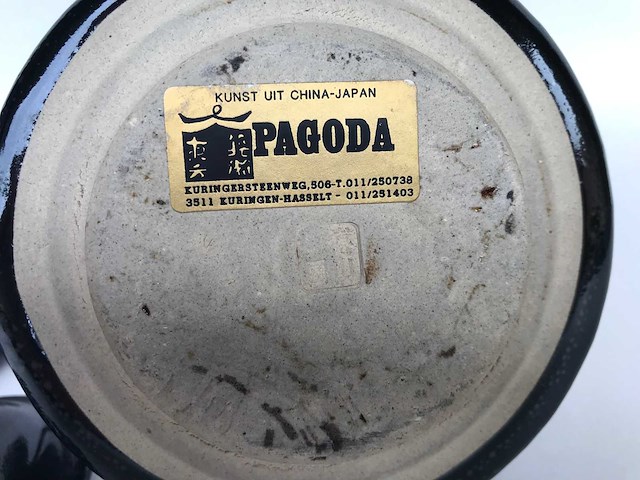 KUNST UIT CHINA-JAPAN
PAGODA
KURINGERSTEENWEG,506-T.011/250738
3511 KURINGEN-HASSELT - 011/251403